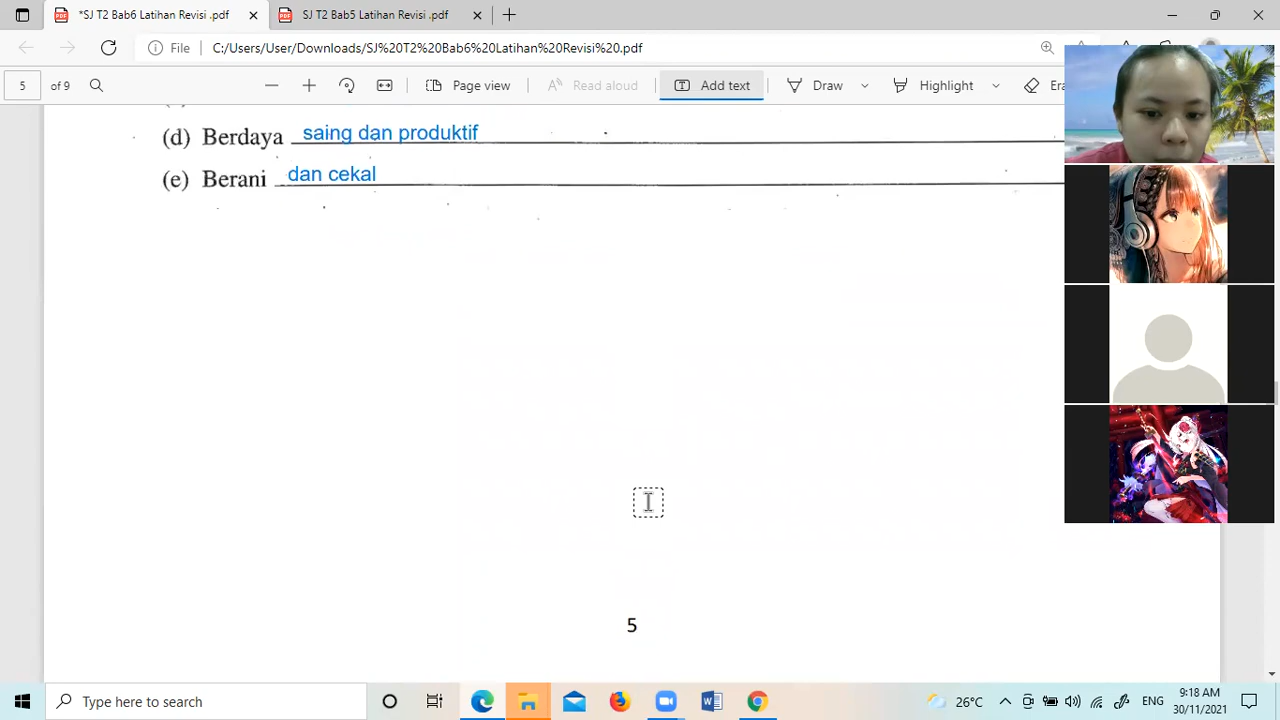 *SJ T2 Bab6 Latihan Revisi .pdf
SJ T2 Bab6 Latihan Revisi .pdf
File
C:/Users/User/Downloads/SJ%20T2%20Bab6%20Latihan%20Revisi%20.pdf
5 of 9
Page view
Read aloud
Add text
Draw
Highlight
(d) Berdaya saing dan produktif
(e) Berani dan cekal
5
Type here to search
26°C
ENG
9:18 AM
30/11/2021